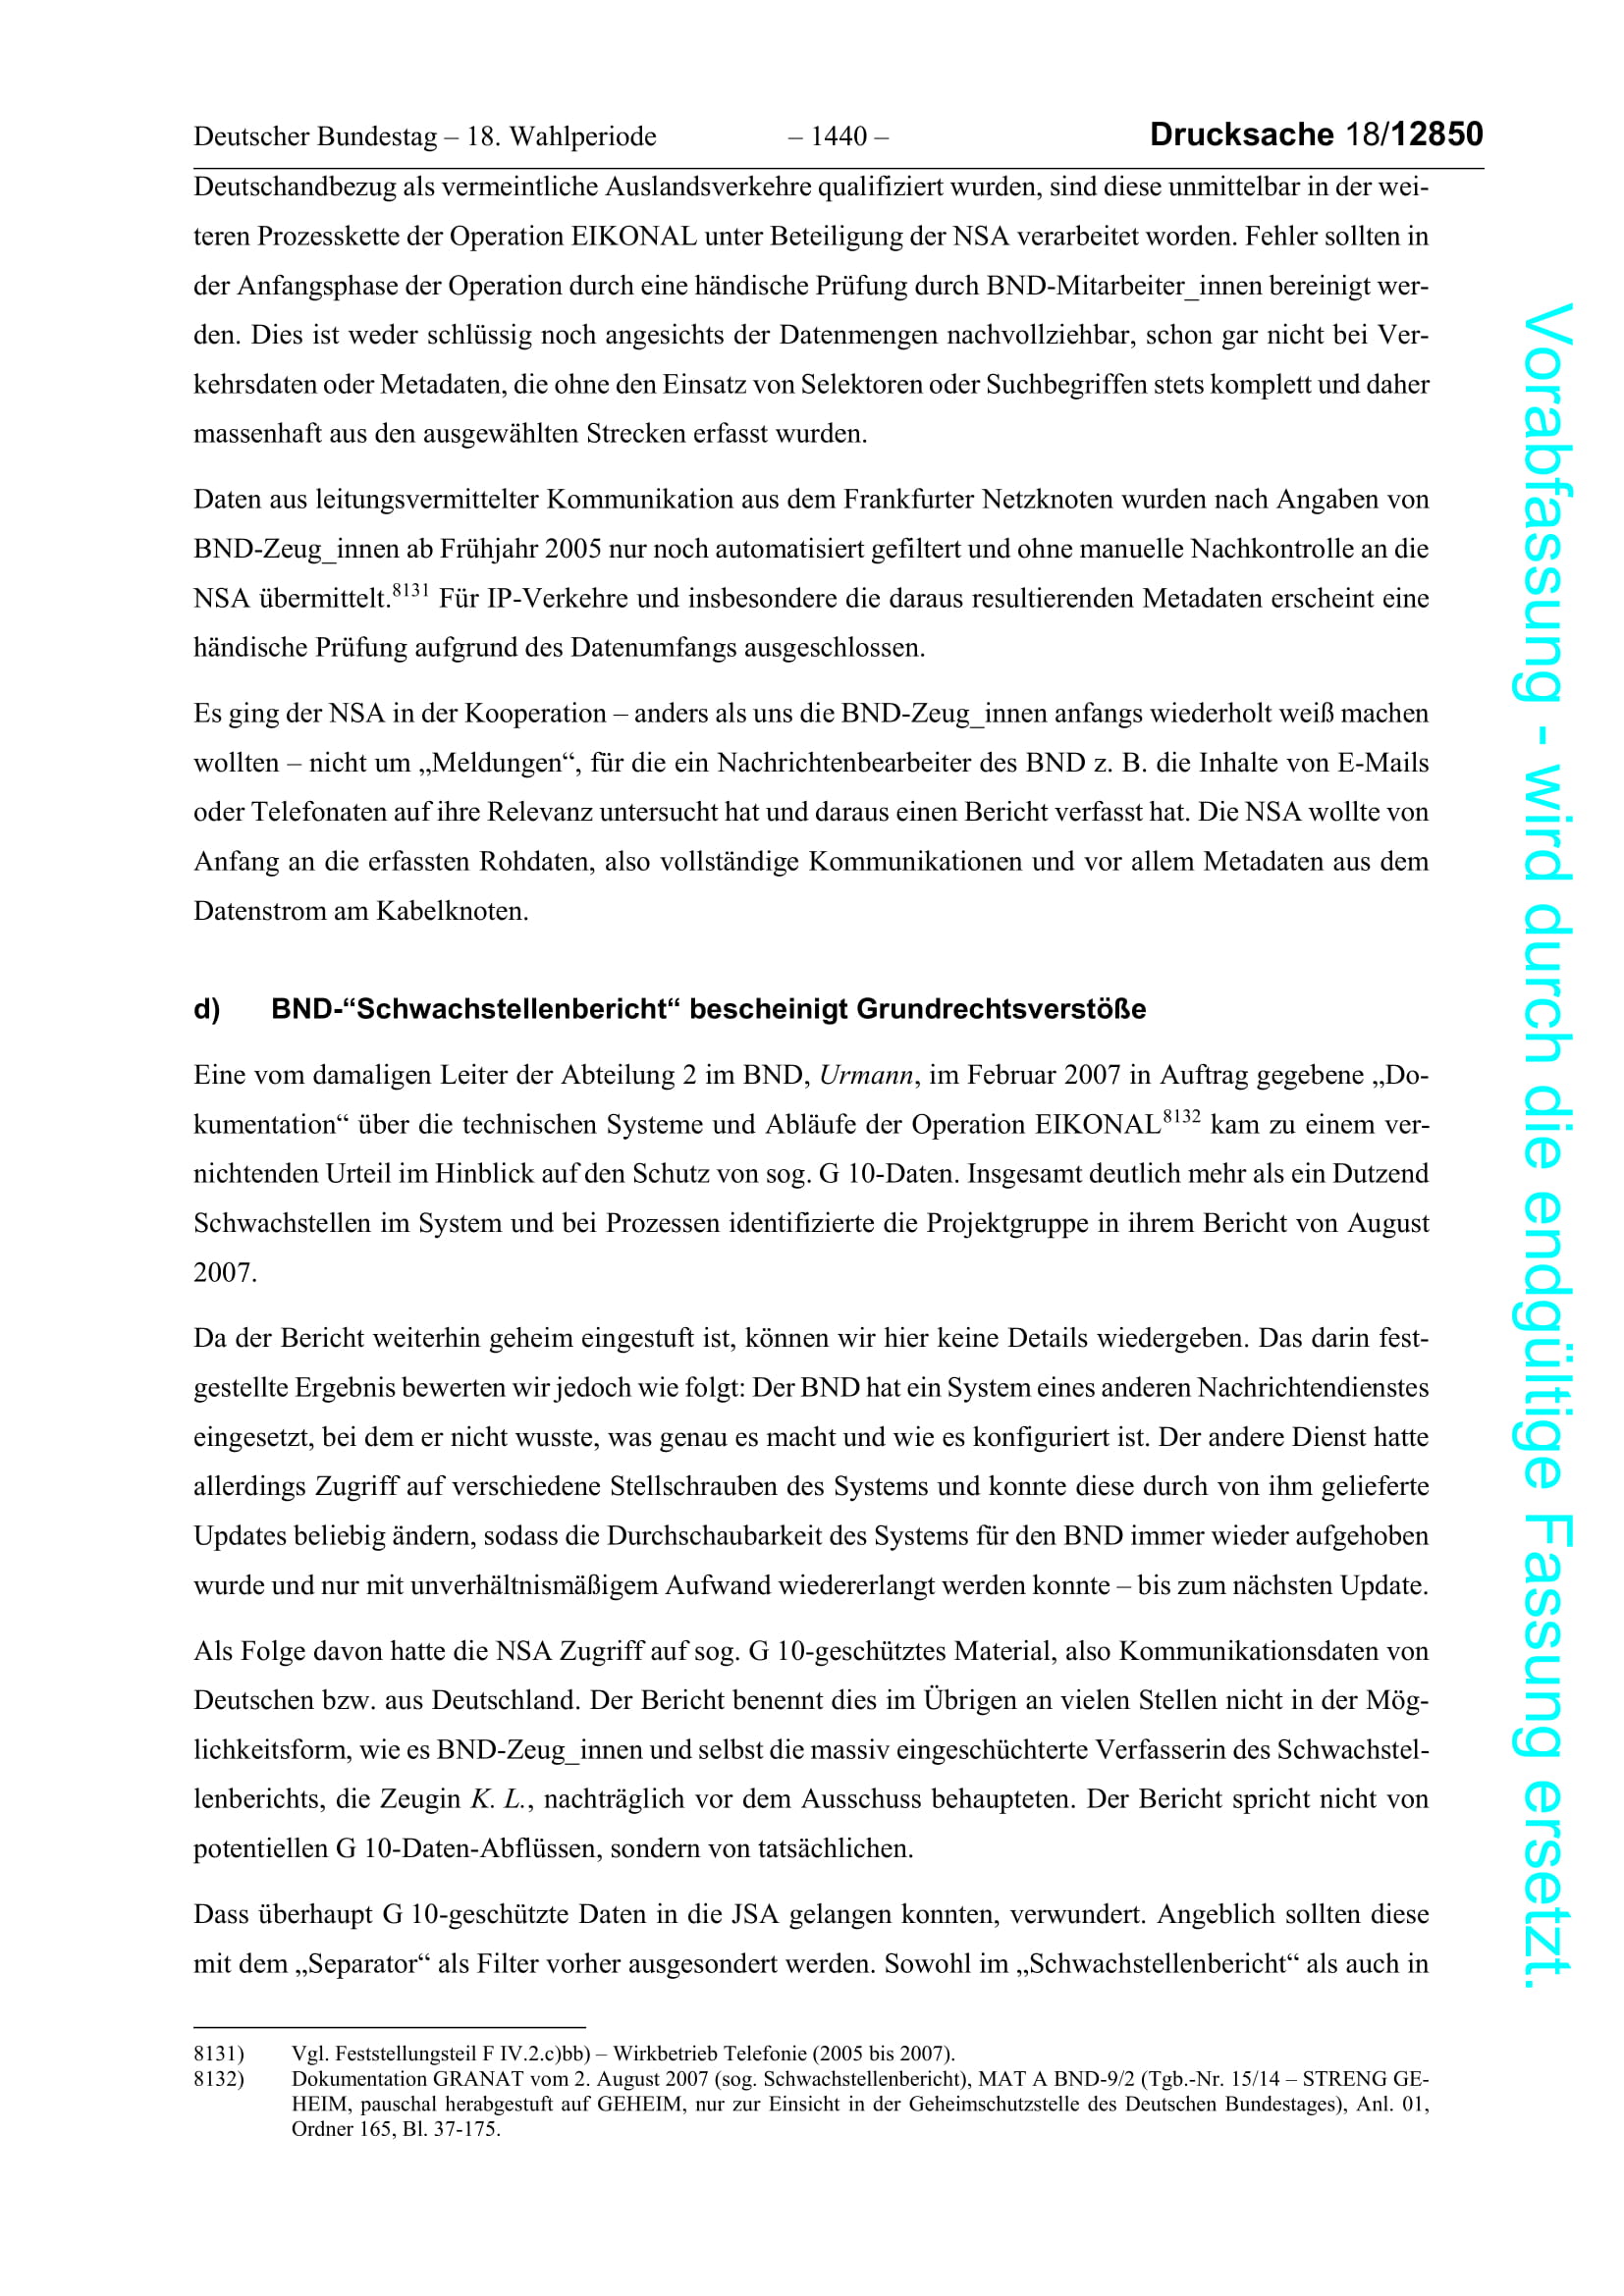 Deutscher Bundestag – 18. Wahlperiode – 1440 – Drucksache 18/12850
Deutschandbezug als vermeintliche Auslandsverkehre qualifiziert wurden, sind diese unmittelbar in der wei-
teren Prozesskette der Operation EIKONAL unter Beteiligung der NSA verarbeitet worden. Fehler sollten in
der Anfangsphase der Operation durch eine händische Prüfung durch BND-Mitarbeiter_innen bereinigt wer-
den. Dies ist weder schlüssig noch angesichts der Datenmengen nachvollziehbar, schon gar nicht bei Ver-
kehrsdaten oder Metadaten, die ohne den Einsatz von Selektoren oder Suchbegriffen stets komplett und daher
massenhaft aus den ausgewählten Strecken erfasst wurden.
Daten aus leitungsvermittelter Kommunikation aus dem Frankfurter Netzknoten wurden nach Angaben von
BND-Zeug_innen ab Frühjahr 2005 nur noch automatisiert gefiltert und ohne manuelle Nachkontrolle an die
NSA übermittelt.8131 Für IP-Verkehre und insbesondere die daraus resultierenden Metadaten erscheint eine
händische Prüfung aufgrund des Datenumfangs ausgeschlossen.
Es ging der NSA in der Kooperation – anders als uns die BND-Zeug_innen anfangs wiederholt weiß machen
wollten – nicht um „Meldungen“, für die ein Nachrichtenbearbeiter des BND z. B. die Inhalte von E-Mails
oder Telefonaten auf ihre Relevanz untersucht hat und daraus einen Bericht verfasst hat. Die NSA wollte von
Anfang an die erfassten Rohdaten, also vollständige Kommunikationen und vor allem Metadaten aus dem
Datenstrom am Kabelknoten.
d) BND-“Schwachstellenbericht“ bescheinigt Grundrechtsverstöße
Eine vom damaligen Leiter der Abteilung 2 im BND, Urmann, im Februar 2007 in Auftrag gegebene „Do-
kumentation“ über die technischen Systeme und Abläufe der Operation EIKONAL8132 kam zu einem ver-
nichtenden Urteil im Hinblick auf den Schutz von sog. G 10-Daten. Insgesamt deutlich mehr als ein Dutzend
Schwachstellen im System und bei Prozessen identifizierte die Projektgruppe in ihrem Bericht von August
2007.
Da der Bericht weiterhin geheim eingestuft ist, können wir hier keine Details wiedergeben. Das darin fest-
gestellte Ergebnis bewerten wir jedoch wie folgt: Der BND hat ein System eines anderen Nachrichtendienstes
eingesetzt, bei dem er nicht wusste, was genau es macht und wie es konfiguriert ist. Der andere Dienst hatte
allerdings Zugriff auf verschiedene Stellschrauben des Systems und konnte diese durch von ihm gelieferte
Updates beliebig ändern, sodass die Durchschaubarkeit des Systems für den BND immer wieder aufgehoben
wurde und nur mit unverhältnismäßigem Aufwand wiedererlangt werden konnte – bis zum nächsten Update.
Als Folge davon hatte die NSA Zugriff auf sog. G 10-geschütztes Material, also Kommunikationsdaten von
Deutschen bzw. aus Deutschland. Der Bericht benennt dies im Übrigen an vielen Stellen nicht in der Mög-
lichkeitsform, wie es BND-Zeug_innen und selbst die massiv eingeschüchterte Verfasserin des Schwachstel-
lenberichts, die Zeugin K. L., nachträglich vor dem Ausschuss behaupteten. Der Bericht spricht nicht von
potentiellen G 10-Daten-Abflüssen, sondern von tatsächlichen.
Dass überhaupt G 10-geschützte Daten in die JSA gelangen konnten, verwundert. Angeblich sollten diese
mit dem „Separator“ als Filter vorher ausgesondert werden. Sowohl im „Schwachstellenbericht“ als auch in
8131) Vgl. Feststellungsteil F IV.2.c)bb) – Wirkbetrieb Telefonie (2005 bis 2007).
8132) Dokumentation GRANAT vom 2. August 2007 (sog. Schwachstellenbericht), MAT A BND-9/2 (Tgb.-Nr. 15/14 – STRENG GE-
HEIM, pauschal herabgestuft auf GEHEIM, nur zur Einsicht in der Geheimschutzstelle des Deutschen Bundestages), Anl. 01,
Ordner 165, Bl. 37-175.
Vorabfassung - wird durch die endgültige Fassung ersetzt.